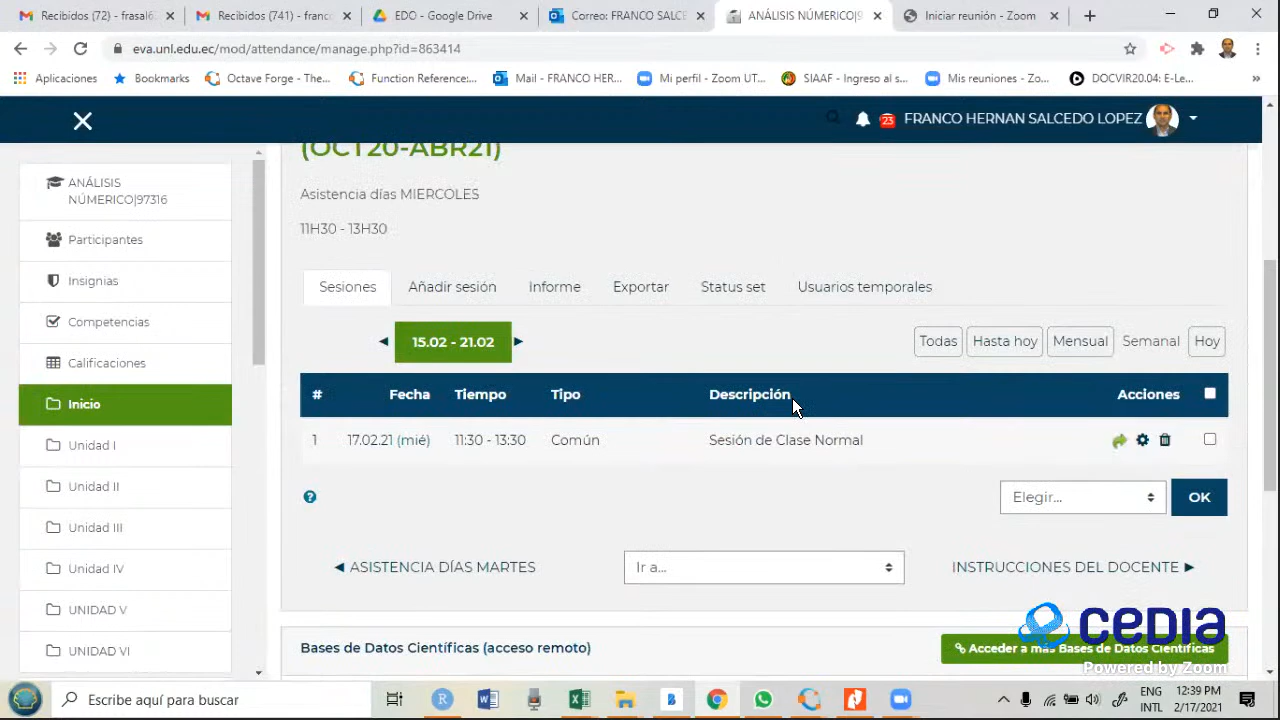 Recibidos (72) - frasal6
Recibidos (741) - franco
EDO - Google Drive
Correo: FRANCO SALCE
ANÁLISIS NÚMERICO|9
Iniciar reunión - Zoom
eva.unl.edu.ec/mod/attendance/manage.php?id=863414
Aplicaciones
Bookmarks
Octave Forge - The...
Function Reference:...
Mail - FRANCO HER...
Mi perfil - Zoom UT...
SIAAF - Ingreso al s...
Mis reuniones - Zo...
DOCVIR20.04: E-Le...
»
23
FRANCO HERNAN SALCEDO LOPEZ
ANÁLISIS
NÚMERICO|97316
Participantes
Insignias
Competencias
Calificaciones
Inicio
Unidad I
Unidad II
Unidad III
Unidad IV
UNIDAD V
UNIDAD VI
(OCT20-ABR21)
Asistencia días MIERCOLES
11H30 - 13H30
Sesiones Añadir sesión Informe Exportar Status set Usuarios temporales
15.02 - 21.02 Todas Hasta hoy Mensual Semanal Hoy
# Fecha Tiempo Tipo Descripción Acciones
1 17.02.21 (mié) 11:30 - 13:30 Común Sesión de Clase Normal
? Elegir... OK
◄ ASISTENCIA DÍAS MARTES Ir a... INSTRUCCIONES DEL DOCENTE ►
Bases de Datos Científicas (acceso remoto)
Acceder a más Bases de Datos Científicas
cedia
Powered by Zoom
Escribe aquí para buscar
ENG
INTL
12:39 PM
2/17/2021